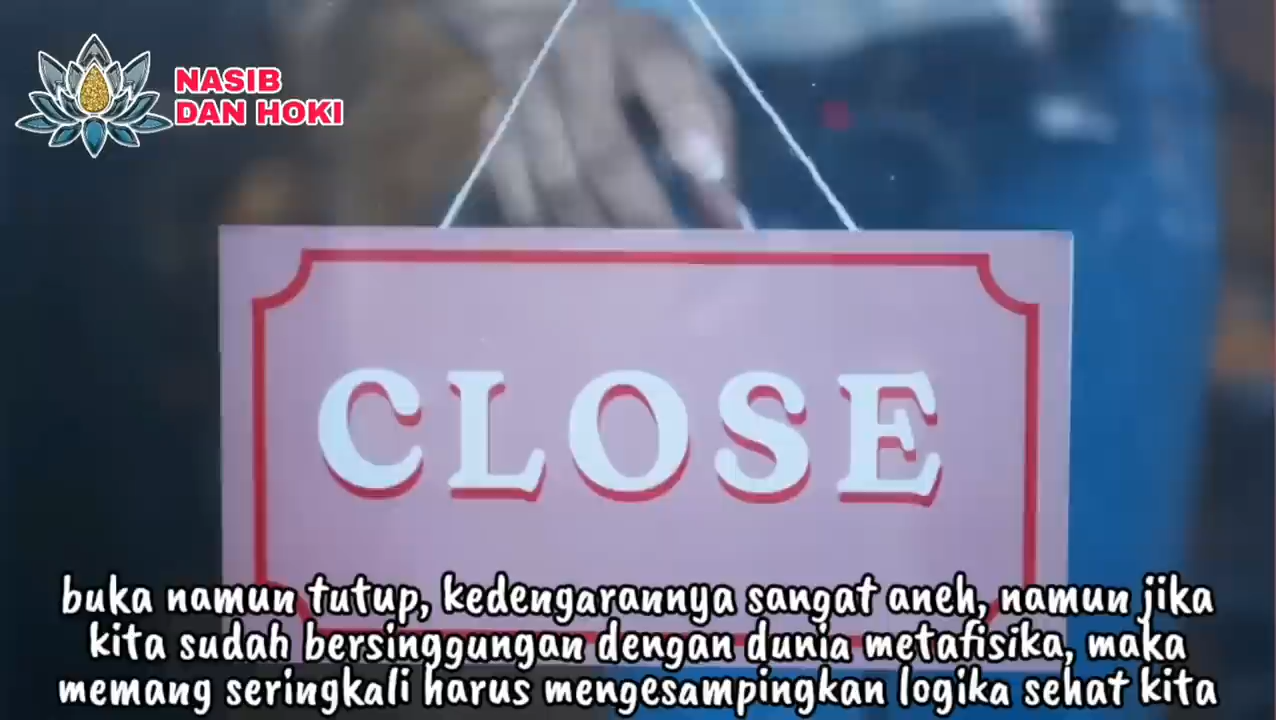 NASIB
DAN HOKI
CLOSE
buka namun tutup, kedengarannya sangat aneh, namun jika
kita sudah bersinggungan dengan dunia metafisika, maka
memang seringkali harus mengesampingkan logika sehat kita